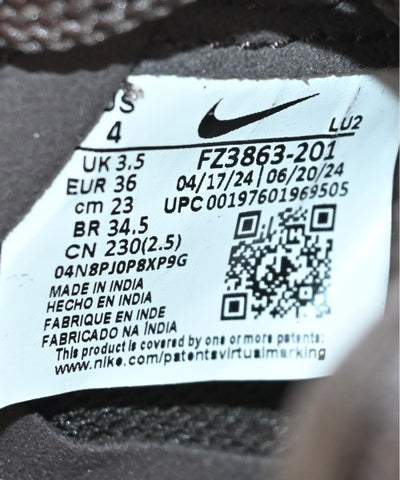 US
4
LU2
UK 3.5
FZ3863-201
EUR 36
04/17/24 | 06/20/24
cm 23
UPC 00197601969505
BR 34.5
CN 230(2.5)
04N8PJ0P8XP9G
MADE IN INDIA
HECHO EN INDIA
FABRIQUE EN INDE
FABRICADO NA ÍNDIA
This product is covered by one or more patents:
www.nike.com/patentsvirtualmarking